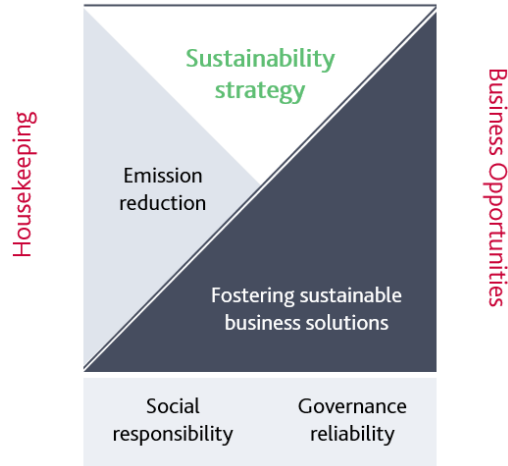 Sustainability
strategy
Housekeeping
Business Opportunities
Emission
reduction
Fostering sustainable
business solutions
Social
responsibility
Governance
reliability